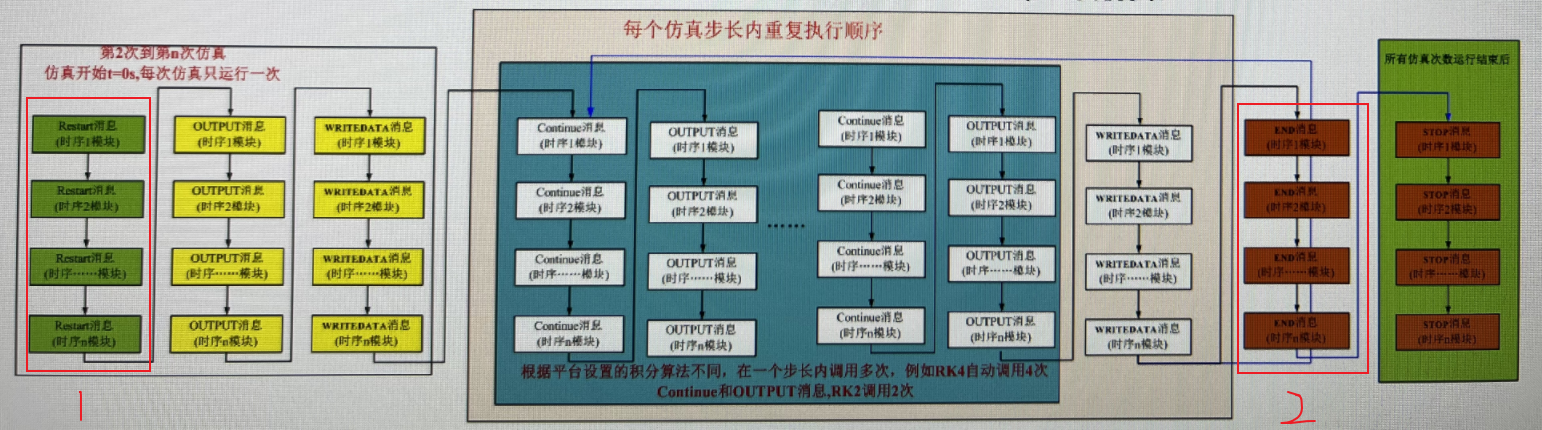 每个仿真步长内重复执行顺序
第2次到第n次仿真
仿真开始t=0s,每次仿真只运行一次
所有仿真次数运行结束后
Restart消息
(时序1模块)
Restart消息
(时序2模块)
Restart消息
(时序……模块)
Restart消息
(时序n模块)
OUTPUT消息
(时序1模块)
OUTPUT消息
(时序2模块)
OUTPUT消息
(时序……模块)
OUTPUT消息
(时序n模块)
WRITEDATA消息
(时序1模块)
WRITEDATA消息
(时序2模块)
WRITEDATA消息
(时序……模块)
WRITEDATA消息
(时序n模块)
Continue消息
(时序1模块)
Continue消息
(时序2模块)
Continue消息
(时序……模块)
Continue消息
(时序n模块)
OUTPUT消息
(时序1模块)
OUTPUT消息
(时序2模块)
OUTPUT消息
(时序……模块)
OUTPUT消息
(时序n模块)
……
Continue消息
(时序1模块)
Continue消息
(时序2模块)
Continue消息
(时序……模块)
Continue消息
(时序n模块)
OUTPUT消息
(时序1模块)
OUTPUT消息
(时序2模块)
OUTPUT消息
(时序……模块)
OUTPUT消息
(时序n模块)
WRITEDATA消息
(时序1模块)
WRITEDATA消息
(时序2模块)
WRITEDATA消息
(时序……模块)
WRITEDATA消息
(时序n模块)
END消息
(时序1模块)
END消息
(时序2模块)
END消息
(时序……模块)
END消息
(时序n模块)
STOP消息
(时序1模块)
STOP消息
(时序2模块)
STOP消息
(时序……模块)
STOP消息
(时序n模块)
根据平台设置的积分算法不同，在一个步长内调用多次，例如RK4自动调用4次
Continue和OUTPUT消息,RK2调用2次
1
2